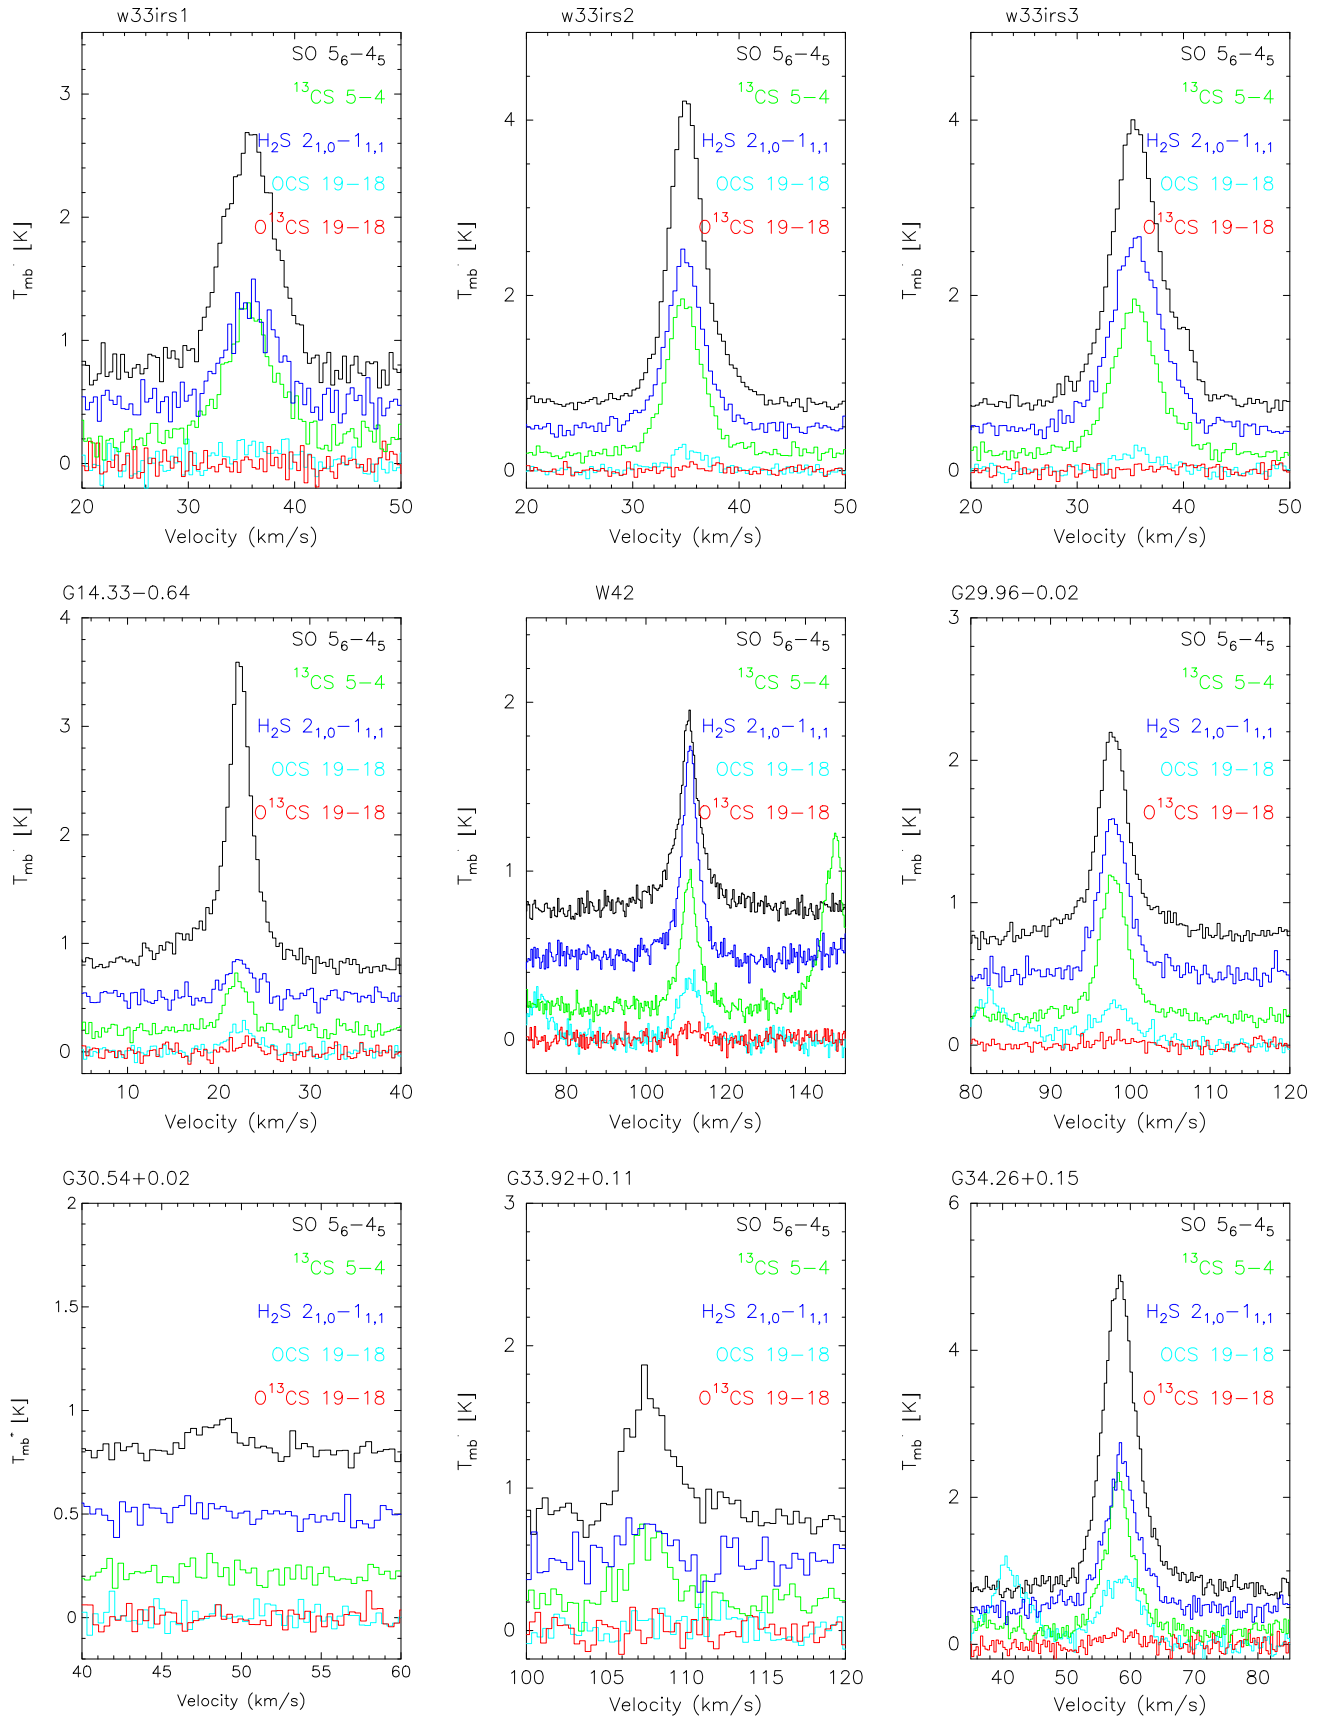 w33irs1
SO 5₆−4₅
¹³CS 5−4
H₂S 2₁,₀−1₁,₁
OCS 19−18
O¹³CS 19−18
3
2
1
0
T_mb [K]
20 30 40 50
Velocity (km/s)
w33irs2
SO 5₆−4₅
¹³CS 5−4
H₂S 2₁,₀−1₁,₁
OCS 19−18
O¹³CS 19−18
4
2
0
T_mb [K]
20 30 40 50
Velocity (km/s)
w33irs3
SO 5₆−4₅
¹³CS 5−4
H₂S 2₁,₀−1₁,₁
OCS 19−18
O¹³CS 19−18
4
2
0
T_mb [K]
20 30 40 50
Velocity (km/s)
G14.33−0.64
SO 5₆−4₅
¹³CS 5−4
H₂S 2₁,₀−1₁,₁
OCS 19−18
O¹³CS 19−18
4
3
2
1
0
T_mb [K]
10 20 30 40
Velocity (km/s)
W42
SO 5₆−4₅
¹³CS 5−4
H₂S 2₁,₀−1₁,₁
OCS 19−18
O¹³CS 19−18
2
1
0
T_mb [K]
80 100 120 140
Velocity (km/s)
G29.96−0.02
SO 5₆−4₅
¹³CS 5−4
H₂S 2₁,₀−1₁,₁
OCS 19−18
O¹³CS 19−18
3
2
1
0
T_mb [K]
80 90 100 110 120
Velocity (km/s)
G30.54+0.02
SO 5₆−4₅
¹³CS 5−4
H₂S 2₁,₀−1₁,₁
OCS 19−18
O¹³CS 19−18
2
1.5
1
0.5
0
T_mb [K]
40 45 50 55 60
Velocity (km/s)
G33.92+0.11
SO 5₆−4₅
¹³CS 5−4
H₂S 2₁,₀−1₁,₁
OCS 19−18
O¹³CS 19−18
3
2
1
0
T_mb [K]
100 105 110 115 120
Velocity (km/s)
G34.26+0.15
SO 5₆−4₅
¹³CS 5−4
H₂S 2₁,₀−1₁,₁
OCS 19−18
O¹³CS 19−18
6
4
2
0
T_mb [K]
40 50 60 70 80
Velocity (km/s)